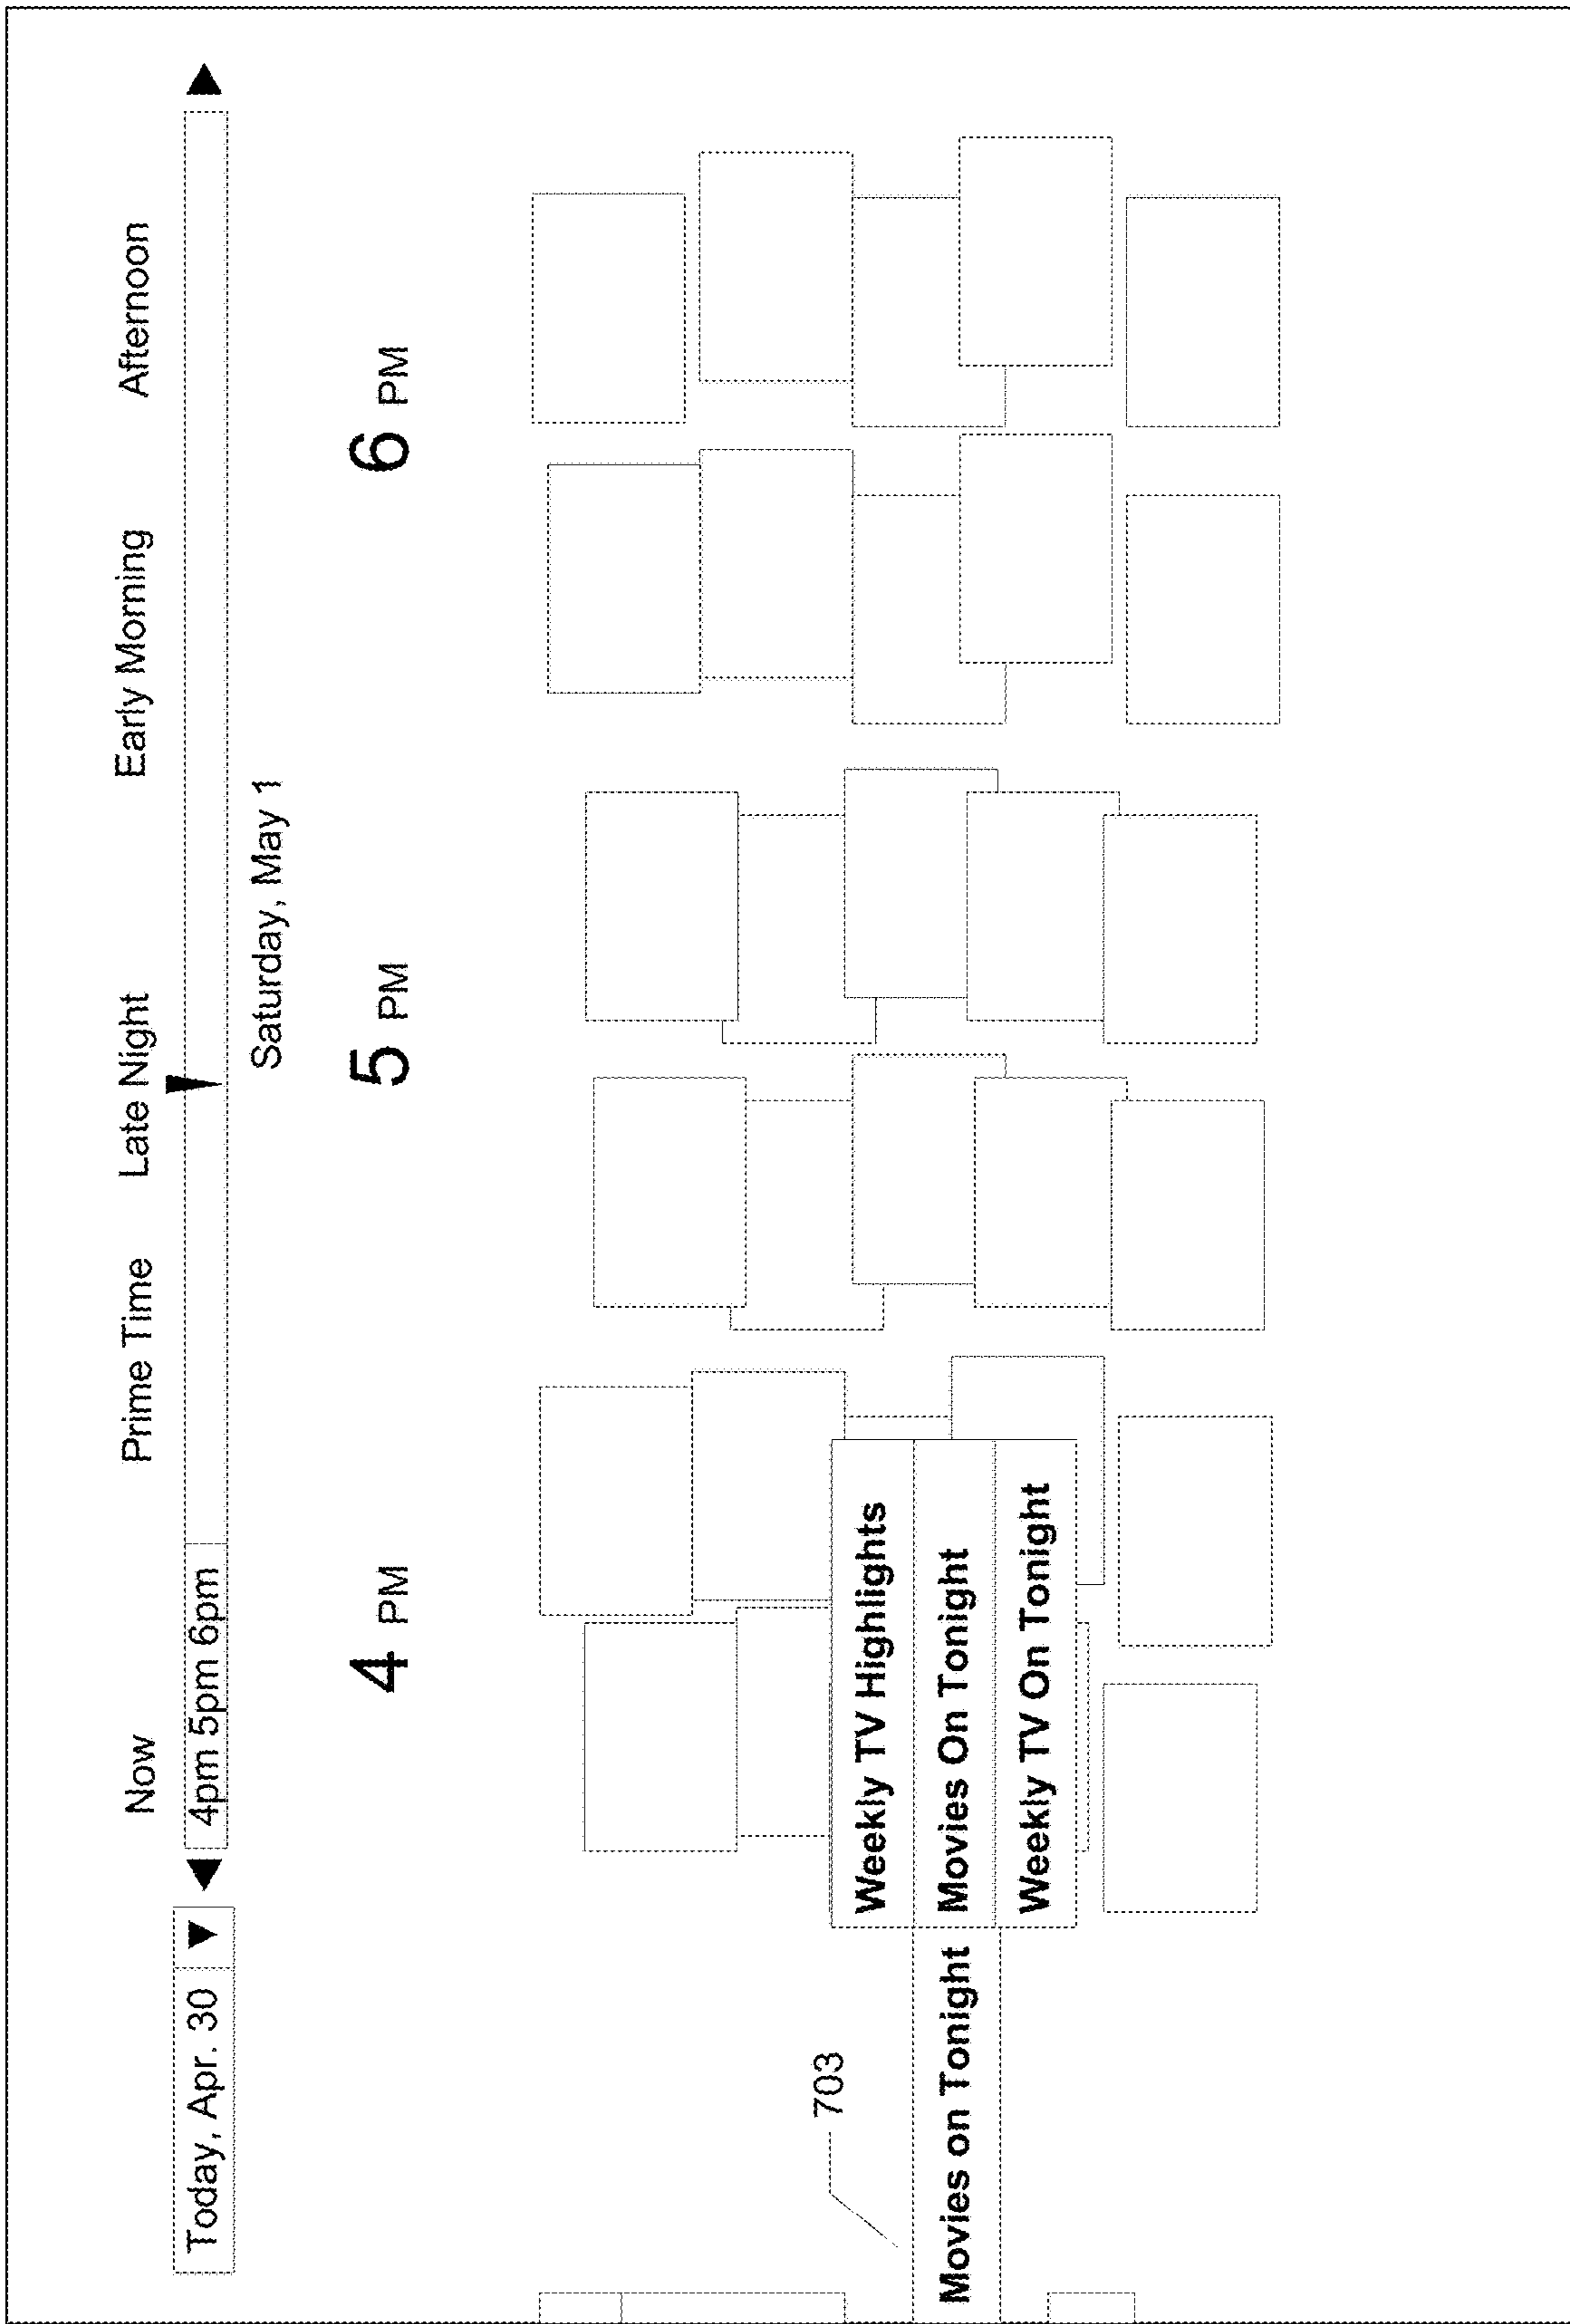 Now Prime Time Late Night Early Morning Afternoon
Today, Apr. 30 ▼ ◀ 4pm 5pm 6pm ▶
Saturday, May 1
4 PM 5 PM 6 PM
703
Weekly TV Highlights
Movies on Tonight Movies On Tonight
Weekly TV On Tonight